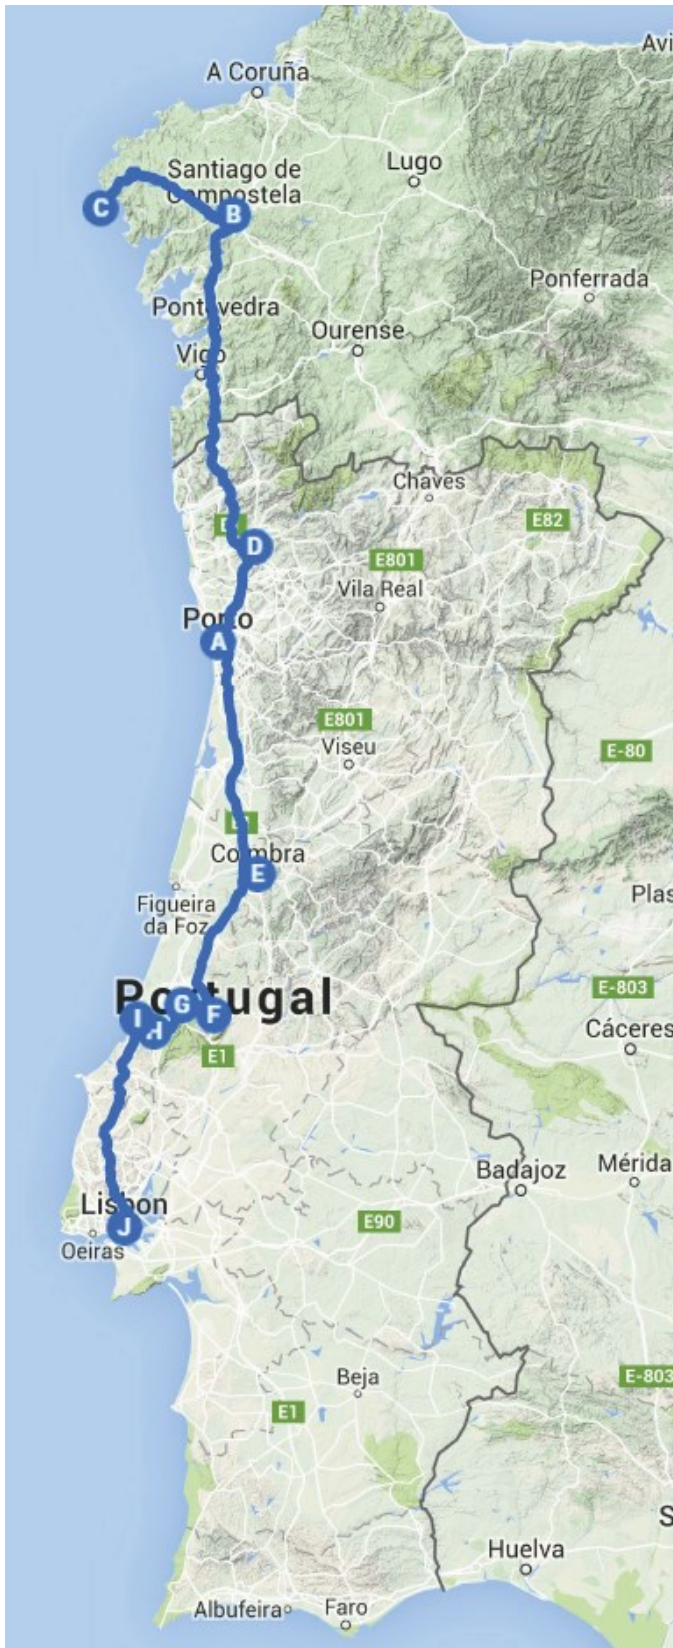 Avi
A Coruña
Santiago de
Compostela
Lugo
C
B
Ponferrada
Pontevedra
Ourense
Vigo
Chaves
E82
D
E801
Vila Real
Porto
A
E801
Viseu
E-80
Coimbra
E
Figueira
da Foz
Plas
E-803
Portugal
G
F
I
H
Cáceres
E1
Badajoz
Mérida
Lisbon
J
Oeiras
E90
Beja
E-803
E1
S
Huelva
Albufeira
Faro